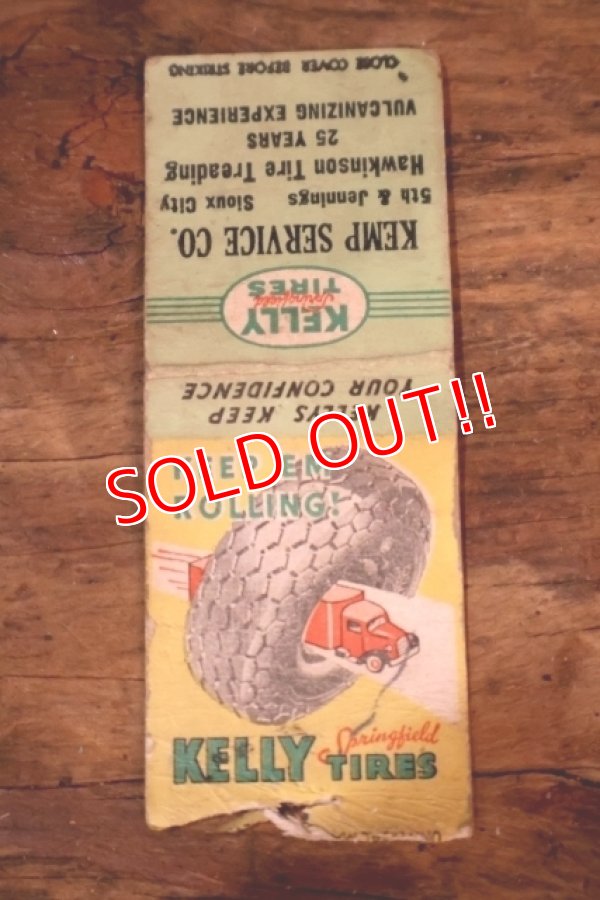 KEMP SERVICE CO.
5th & Jennings Sioux City
Hawkinson Tire Treading
25 YEARS
VULCANIZING EXPERIENCE
CLOSE COVER BEFORE STRIKING
KELLY
Springfield
TIRES
KELLYS KEEP
YOUR CONFIDENCE
SOLD OUT!!
KEEP 'EM
ROLLING!
KELLY Springfield
TIRES